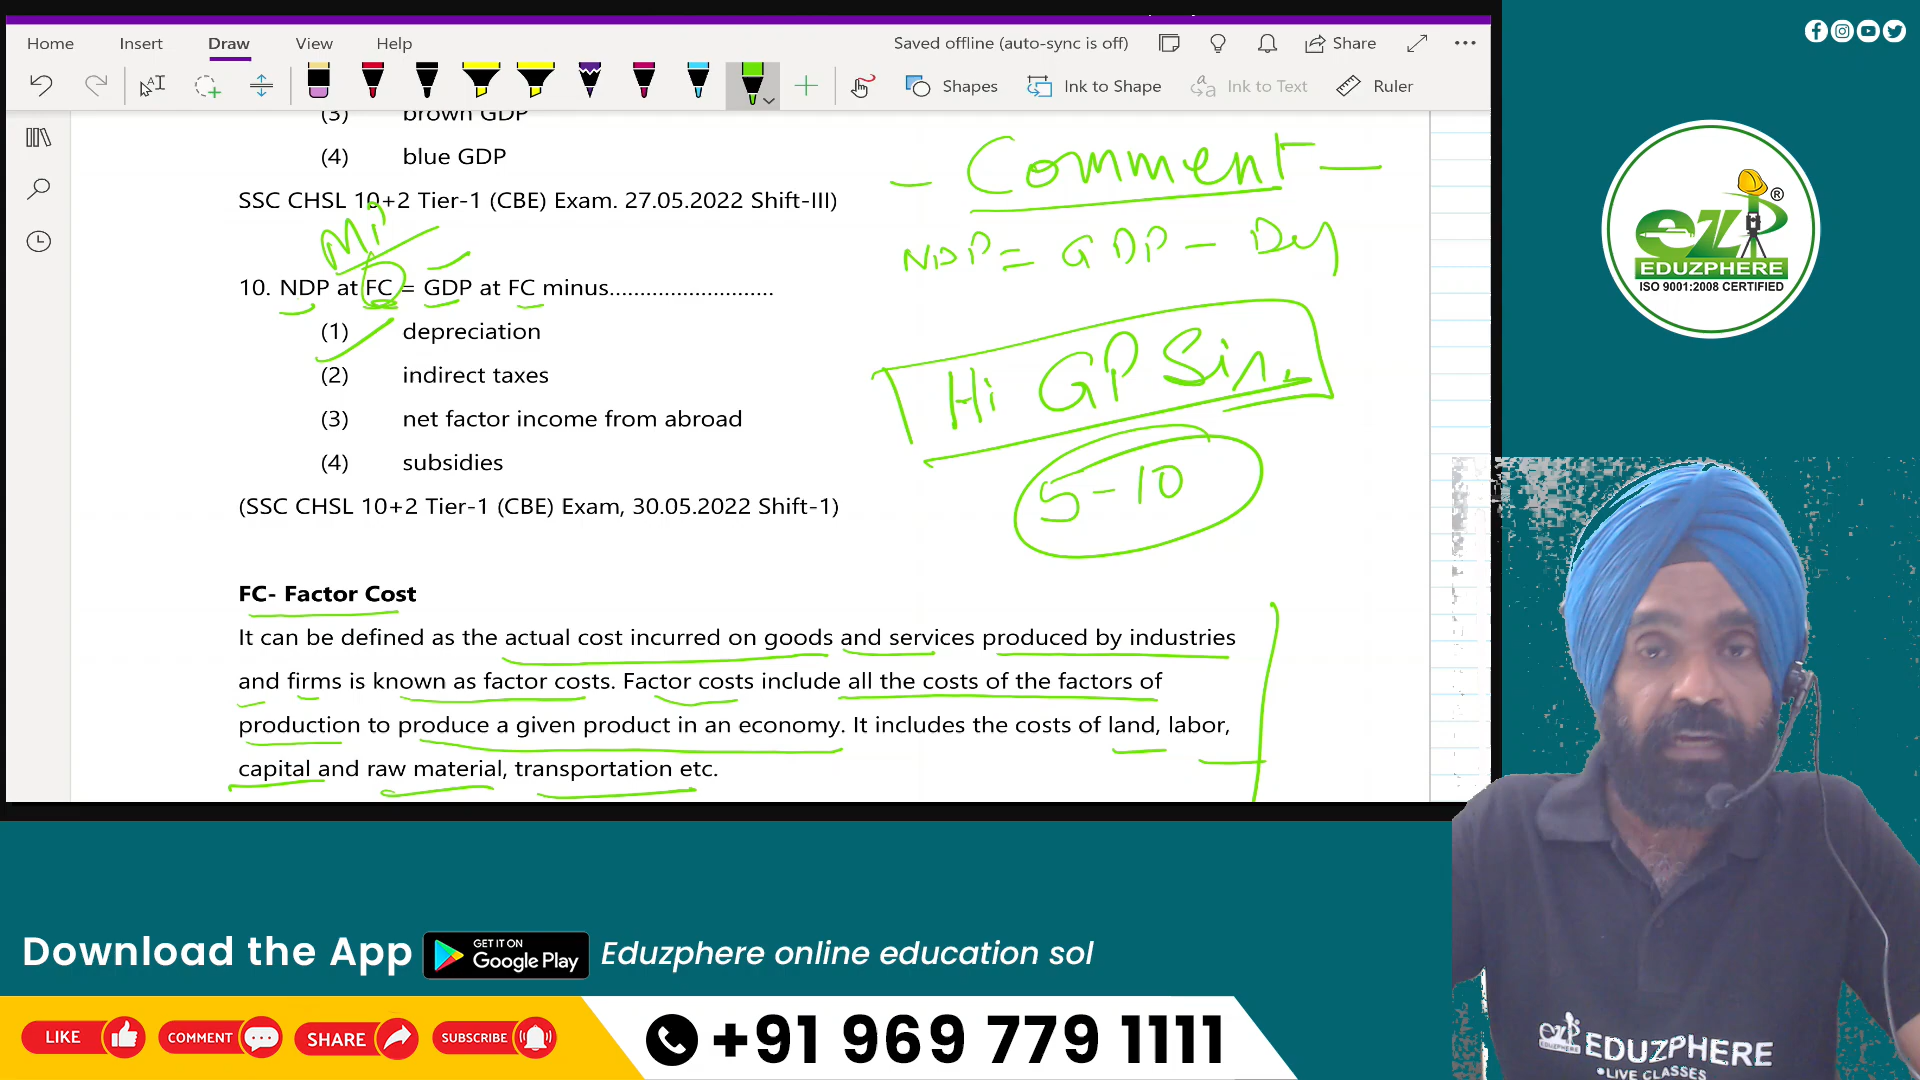 Home Insert Draw View Help Saved offline (auto-sync is off) Share
Shapes Ink to Shape Ink to Text Ruler
(3) brown GDP
(4) blue GDP
SSC CHSL 10+2 Tier-1 (CBE) Exam. 27.05.2022 Shift-III)
- Comment -
NDP = GDP -
10. NDP at FC = GDP at FC minus...........................
(1) depreciation
(2) indirect taxes
(3) net factor income from abroad
(4) subsidies
(SSC CHSL 10+2 Tier-1 (CBE) Exam, 30.05.2022 Shift-1)
Hi GP Sir.
5-10
FC- Factor Cost
It can be defined as the actual cost incurred on goods and services produced by industries
and firms is known as factor costs. Factor costs include all the costs of the factors of
production to produce a given product in an economy. It includes the costs of land, labor,
capital and raw material, transportation etc.
ezp ®
EDUZPHERE
ISO 9001:2008 CERTIFIED
EDUZPHERE
•LIVE CLASSES
Download the App GET IT ON Google Play Eduzphere online education sol
LIKE COMMENT SHARE SUBSCRIBE +91 969 779 1111